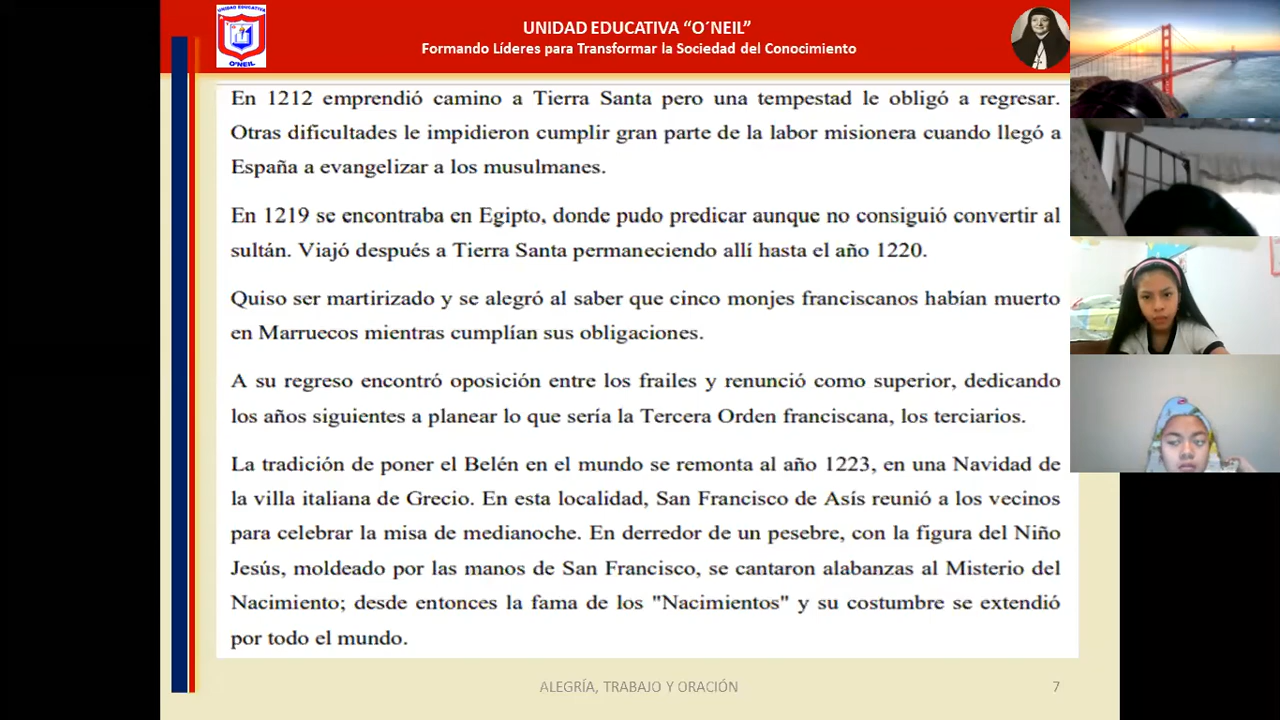 UNIDAD EDUCATIVA
O'NEIL
UNIDAD EDUCATIVA “O´NEIL”
Formando Líderes para Transformar la Sociedad del Conocimiento
En 1212 emprendió camino a Tierra Santa pero una tempestad le obligó a regresar.
Otras dificultades le impidieron cumplir gran parte de la labor misionera cuando llegó a
España a evangelizar a los musulmanes.
En 1219 se encontraba en Egipto, donde pudo predicar aunque no consiguió convertir al
sultán. Viajó después a Tierra Santa permaneciendo allí hasta el año 1220.
Quiso ser martirizado y se alegró al saber que cinco monjes franciscanos habían muerto
en Marruecos mientras cumplían sus obligaciones.
A su regreso encontró oposición entre los frailes y renunció como superior, dedicando
los años siguientes a planear lo que sería la Tercera Orden franciscana, los terciarios.
La tradición de poner el Belén en el mundo se remonta al año 1223, en una Navidad de
la villa italiana de Grecio. En esta localidad, San Francisco de Asís reunió a los vecinos
para celebrar la misa de medianoche. En derredor de un pesebre, con la figura del Niño
Jesús, moldeado por las manos de San Francisco, se cantaron alabanzas al Misterio del
Nacimiento; desde entonces la fama de los "Nacimientos" y su costumbre se extendió
por todo el mundo.
ALEGRÍA, TRABAJO Y ORACIÓN
7